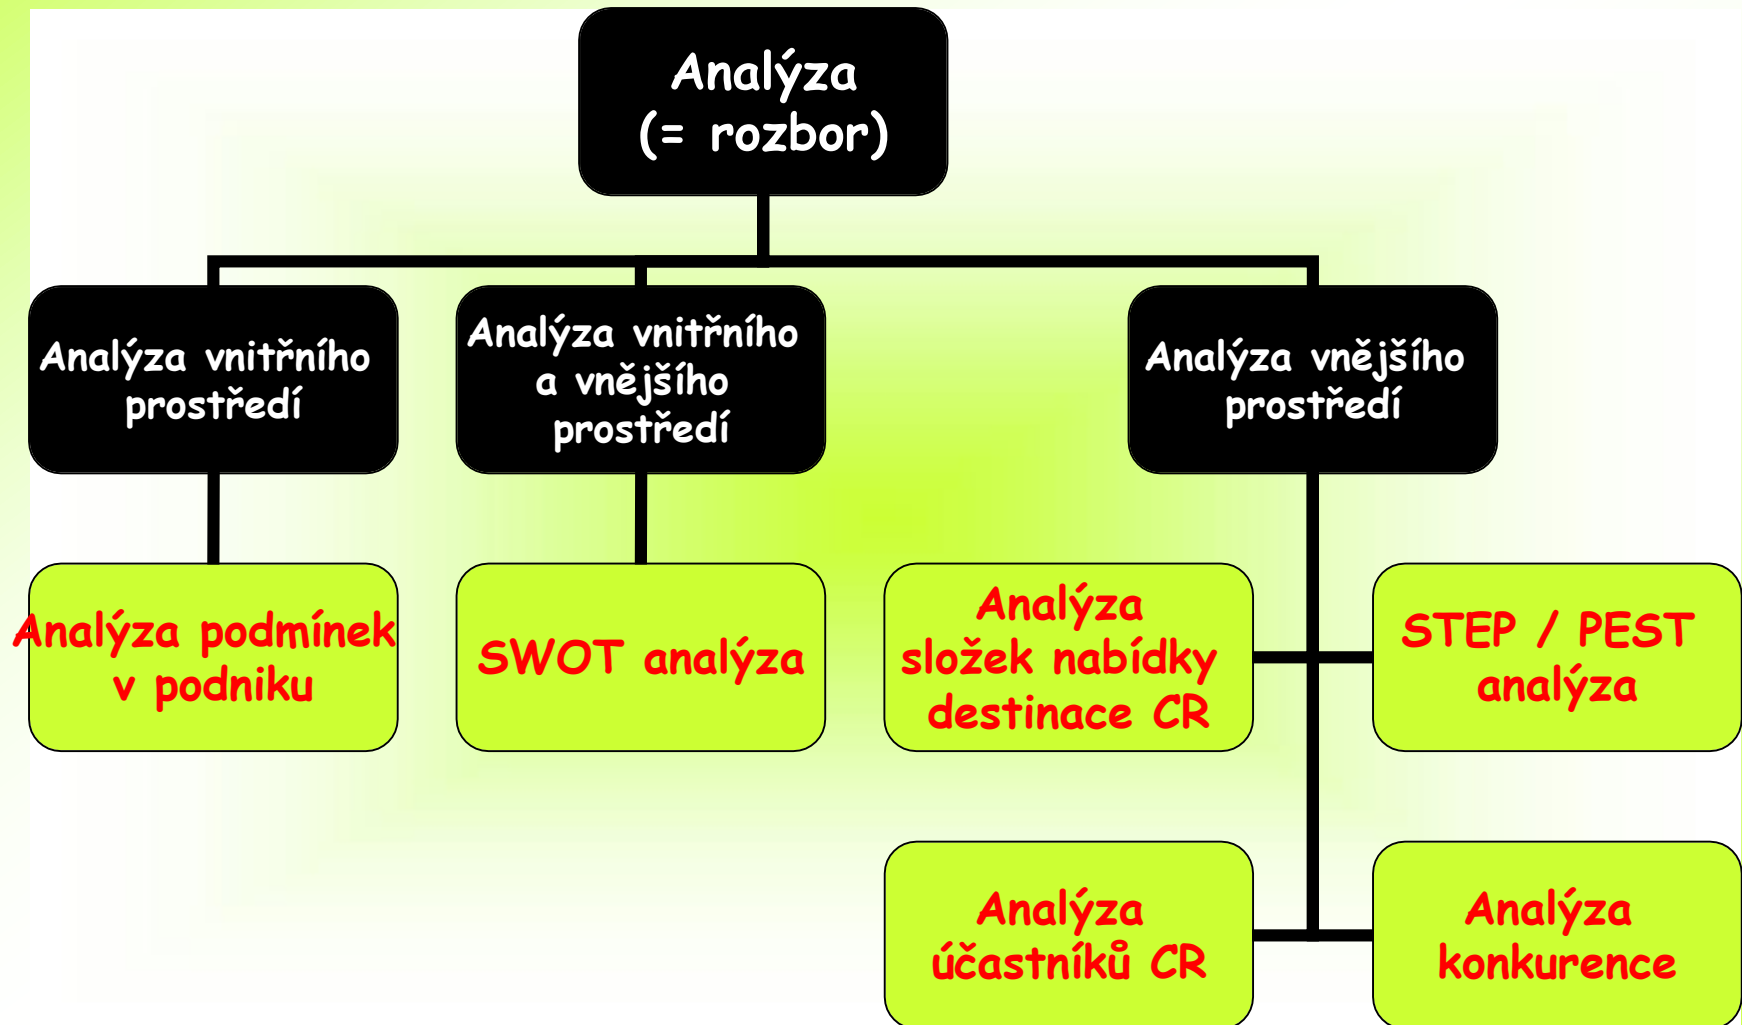 Analýza
(= rozbor)
Analýza vnitřního
prostředí
Analýza vnitřního
a vnějšího
prostředí
Analýza vnějšího
prostředí
Analýza podmínek
v podniku
SWOT analýza
Analýza
složek nabídky
destinace CR
STEP / PEST
analýza
Analýza
účastníků CR
Analýza
konkurence